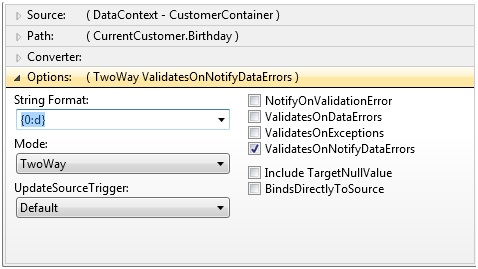 Source: ( DataContext - CustomerContainer )
Path: ( CurrentCustomer.Birthday )
Converter:
Options: ( TwoWay ValidatesOnNotifyDataErrors )
String Format:
{0:d}
Mode:
TwoWay
UpdateSourceTrigger:
Default
NotifyOnValidationError
ValidatesOnDataErrors
ValidatesOnExceptions
ValidatesOnNotifyDataErrors
Include TargetNullValue
BindsDirectlyToSource